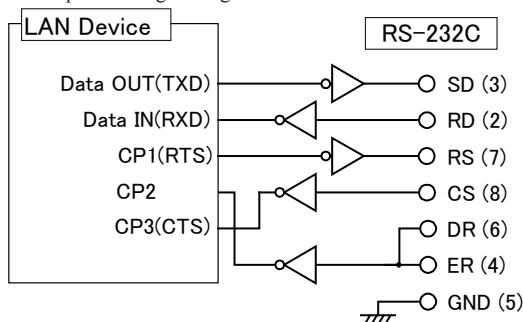 LAN Device
RS-232C
Data OUT(TXD)
SD (3)
Data IN(RXD)
RD (2)
CP1(RTS)
RS (7)
CP2
CS (8)
CP3(CTS)
DR (6)
ER (4)
GND (5)